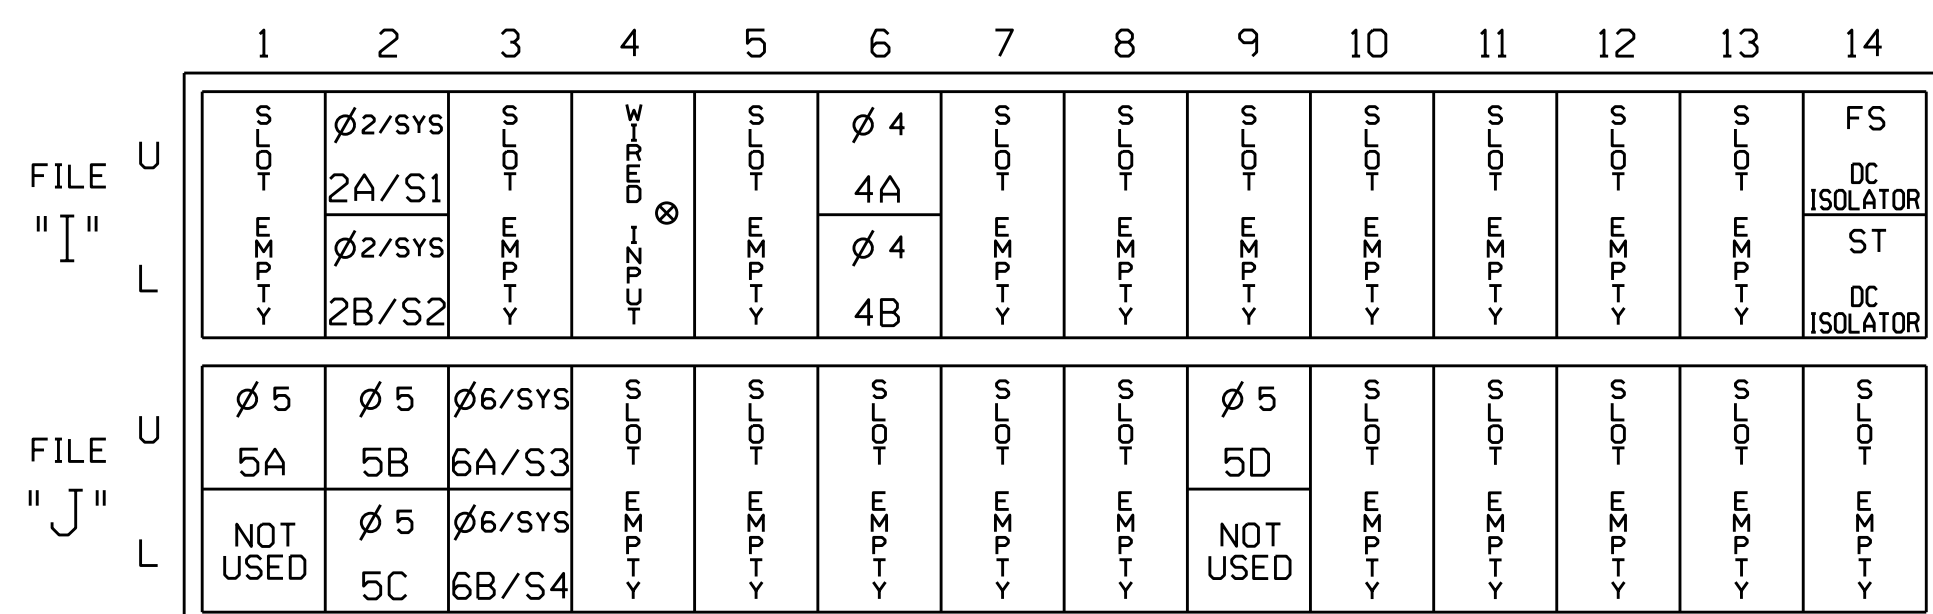 1 2 3 4 5 6 7 8 9 10 11 12 13 14
FILE "I"
U
L
SLOT EMPTY
Ø2/SYS
2A/S1
Ø2/SYS
2B/S2
SLOT EMPTY
WIRED INPUT
SLOT EMPTY
Ø 4
4A
Ø 4
4B
SLOT EMPTY
SLOT EMPTY
SLOT EMPTY
SLOT EMPTY
SLOT EMPTY
SLOT EMPTY
SLOT EMPTY
FS
DC
ISOLATOR
ST
DC
ISOLATOR
FILE "J"
U
L
Ø 5
5A
NOT
USED
Ø 5
5B
Ø 5
5C
Ø6/SYS
6A/S3
Ø6/SYS
6B/S4
SLOT EMPTY
SLOT EMPTY
SLOT EMPTY
SLOT EMPTY
SLOT EMPTY
Ø 5
5D
NOT
USED
SLOT EMPTY
SLOT EMPTY
SLOT EMPTY
SLOT EMPTY
SLOT EMPTY